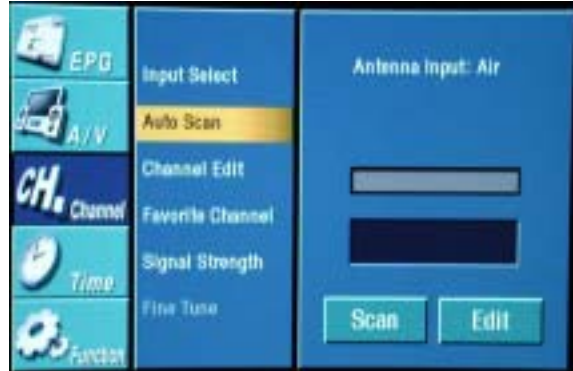 EPG
A/V
CH. Channel
Time
Function
Input Select
Auto Scan
Channel Edit
Favorite Channel
Signal Strength
Fine Tune
Antenna Input: Air
Scan
Edit